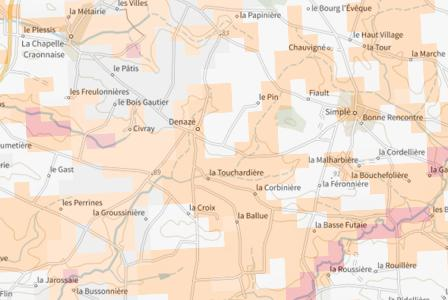 les Villes
la Métairie
la Papinière
le Bourg l'Évêque
le Plessis
le Haut Village
La Chapelle
Craonnaise
Chauvigné
la Tour
la Marche
le Pâtis
les Freulonnières
le Pin
Fiault
le Bois Gautier
Simplé
Bonne Rencontre
Denazé
Civray
la Cordellière
la Malharbière
le Gast
la Touchardière
la Bouchefolière
la Corbinière
la Féronnière
les Perrines
la Croix
la Groussinière
la Ballue
la Basse Futaie
la Roussière
la Rouillère
la Jarossaie
la Bussonnière